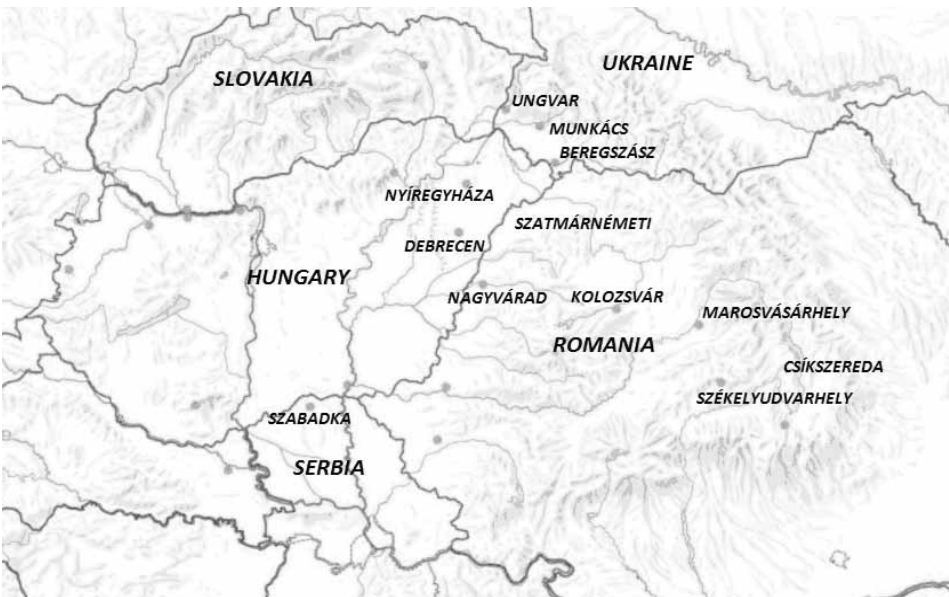 UKRAINE
SLOVAKIA
UNGVAR
MUNKÁCS
BEREGSZÁSZ
NYÍREGYHÁZA
SZATMÁRNÉMETI
DEBRECEN
HUNGARY
NAGYVÁRAD
KOLOZSVÁR
MAROSVÁSÁRHELY
ROMANIA
CSÍKSZEREDA
SZÉKELYUDVARHELY
SZABADKA
SERBIA